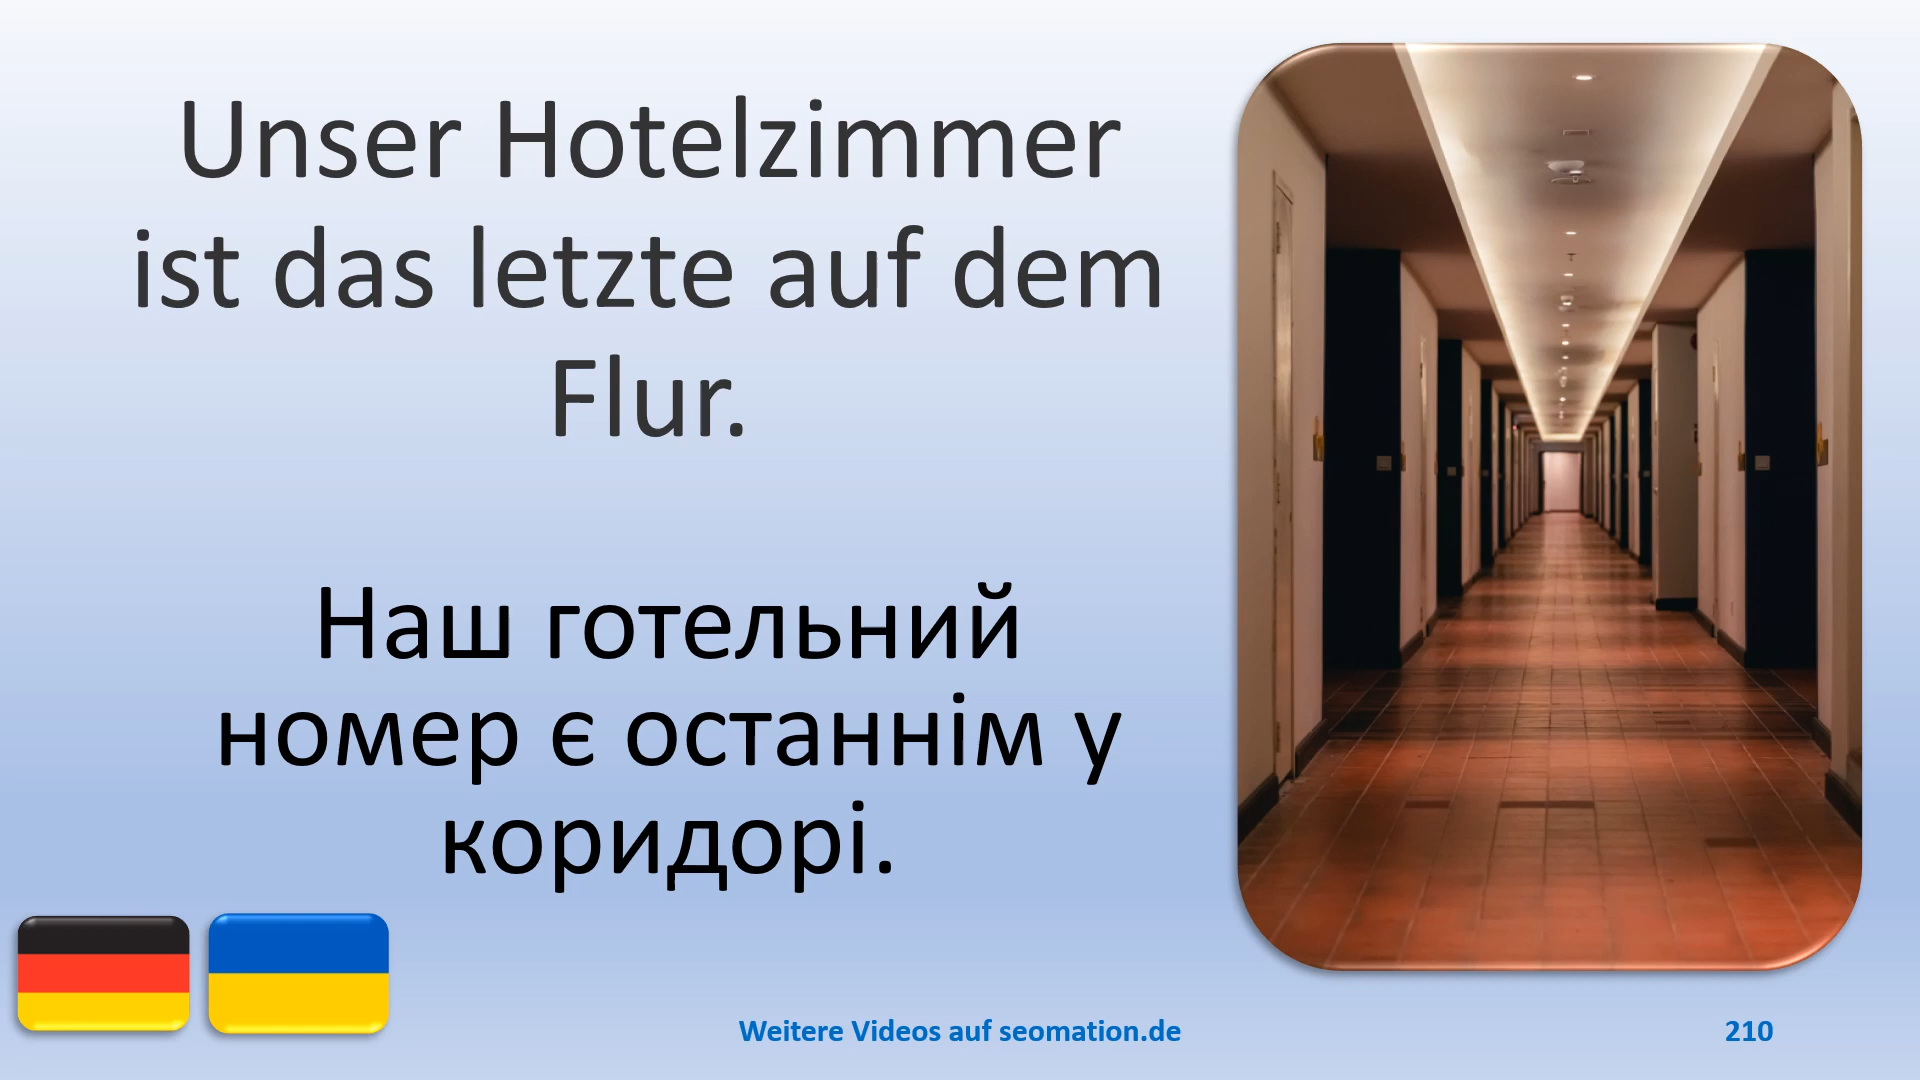 Unser Hotelzimmer
ist das letzte auf dem
Flur.
Наш готельний
номер є останнім у
коридорі.
Weitere Videos auf seomation.de
210